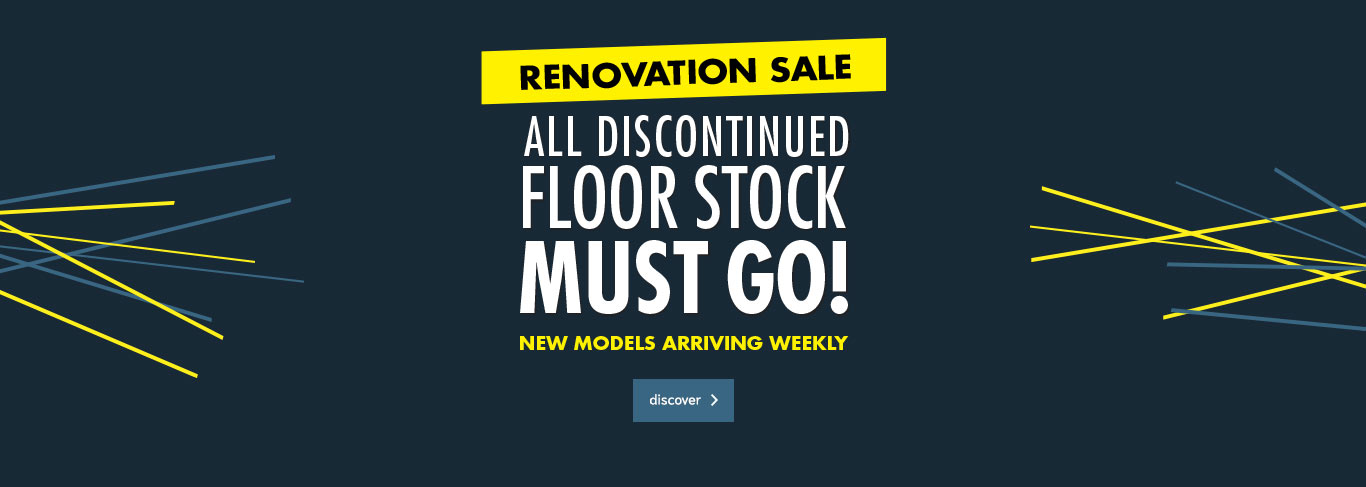 RENOVATION SALE
ALL DISCONTINUED
FLOOR STOCK
MUST GO!
NEW MODELS ARRIVING WEEKLY
discover